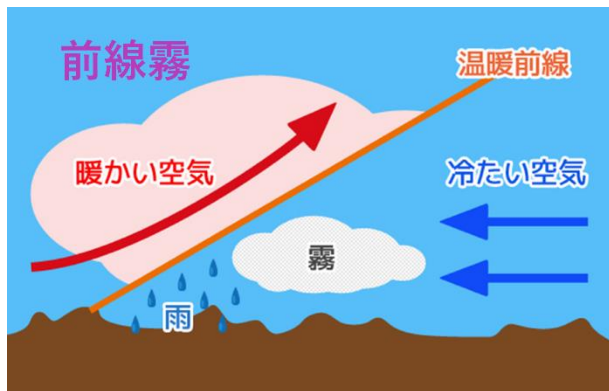 前線霧
温暖前線
暖かい空気
冷たい空気
霧
雨